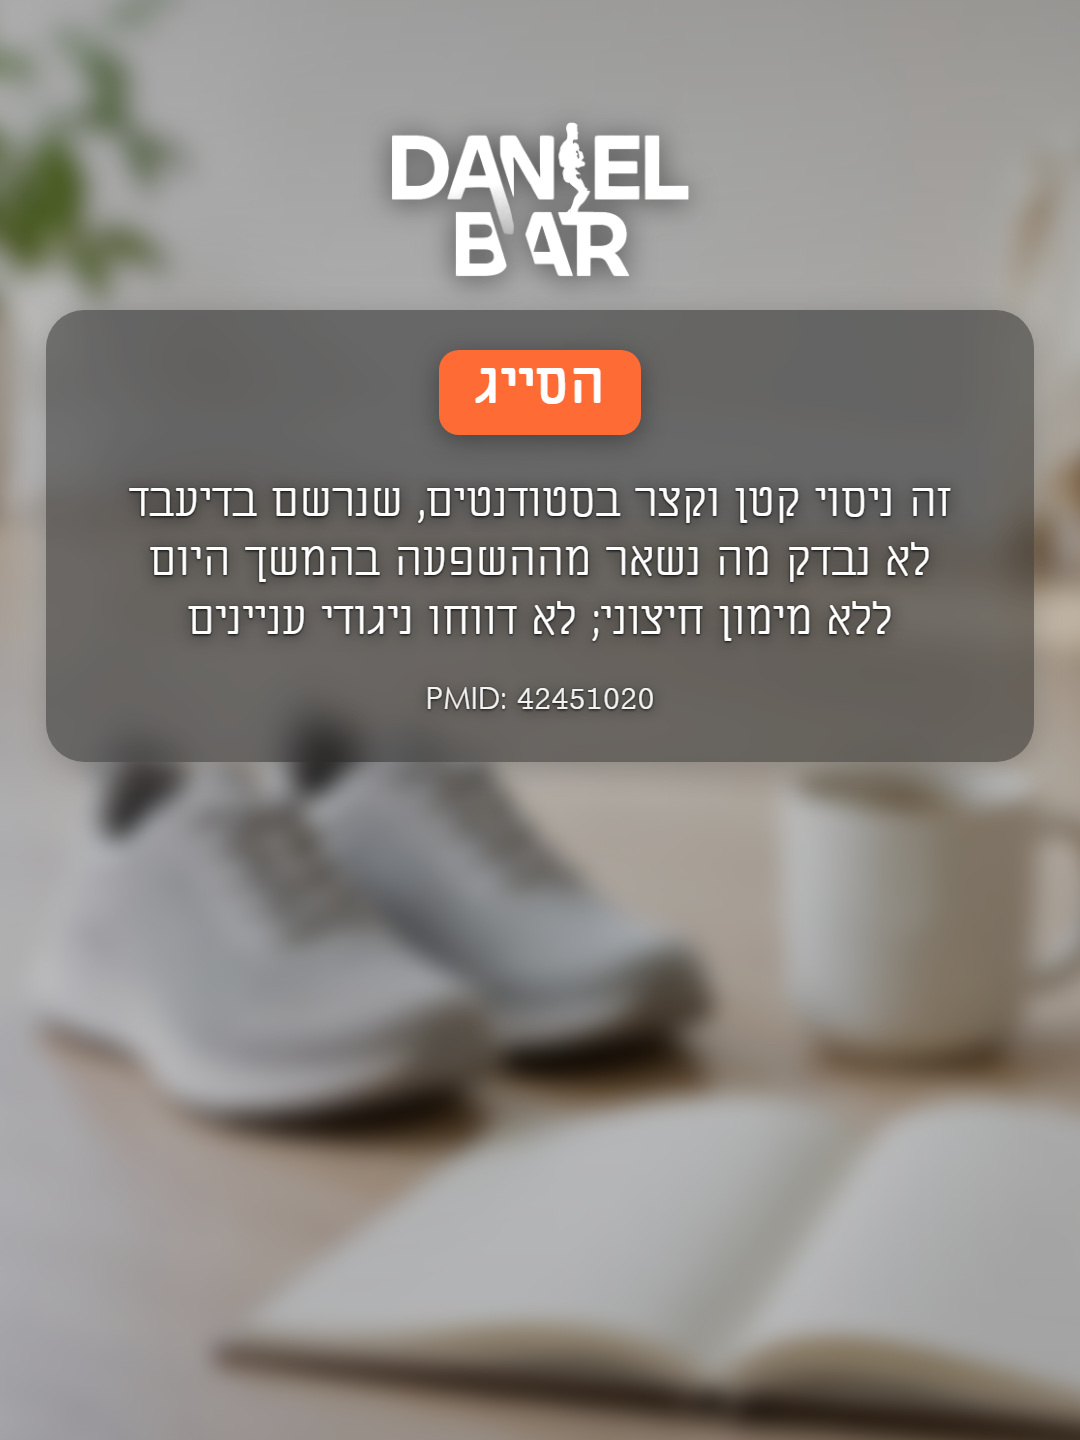 DANIEL
BAR
הסייג
זה ניסוי קטן וקצר בסטודנטים, שנרשם בדיעבד
לא נבדק מה נשאר מההשפעה בהמשך היום
ללא מימון חיצוני; לא דווחו ניגודי עניינים
PMID: 42451020